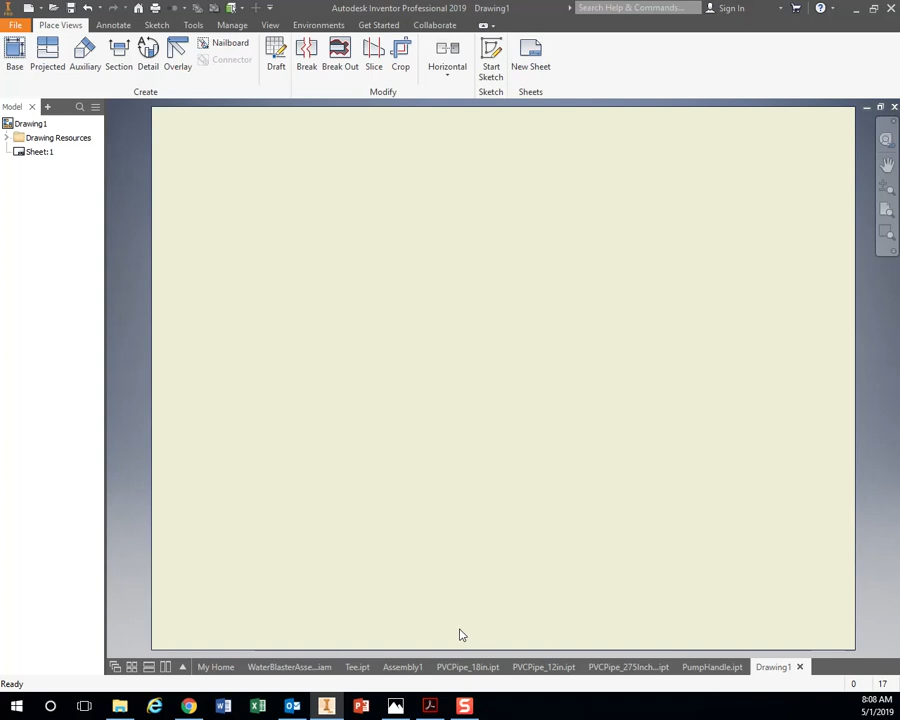 Autodesk Inventor Professional 2019 Drawing1
Search Help & Commands...
Sign In
File
Place Views
Annotate
Sketch
Tools
Manage
View
Environments
Get Started
Collaborate
Base
Projected
Auxiliary
Section
Detail
Overlay
Nailboard
Connector
Draft
Break
Break Out
Slice
Crop
Horizontal
Start
Sketch
New Sheet
Create
Modify
Sketch
Sheets
Model
Drawing1
Drawing Resources
Sheet:1
My Home
WaterBlasterAsse...iam
Tee.ipt
Assembly1
PVCPipe_18in.ipt
PVCPipe_12in.ipt
PVCPipe_275Inch...ipt
PumpHandle.ipt
Drawing1
Ready
0
17
8:08 AM
5/1/2019